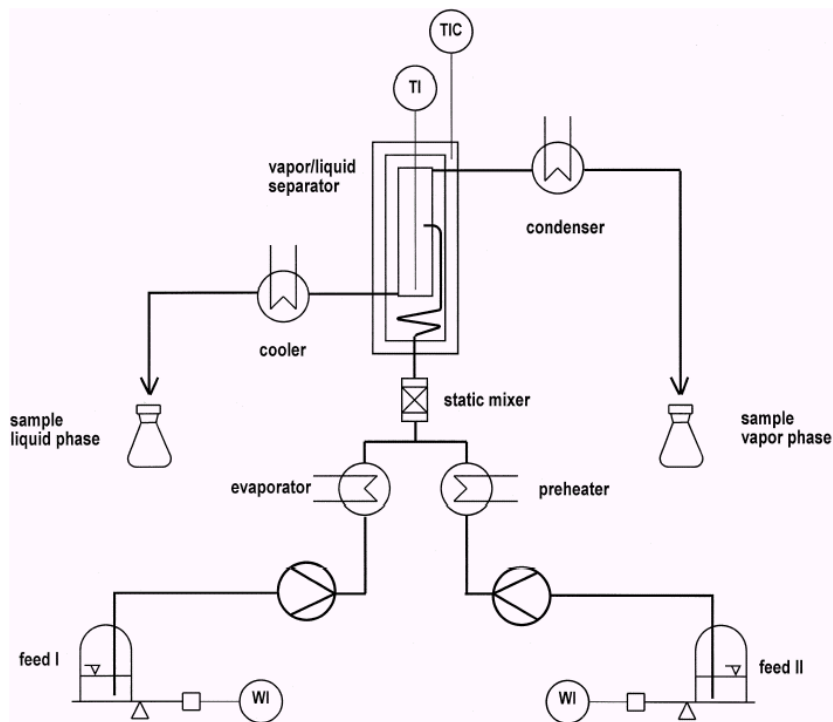 TIC
TI
vapor/liquid
separator
condenser
cooler
static mixer
sample
liquid phase
sample
vapor phase
evaporator
preheater
feed I
feed II
WI
WI